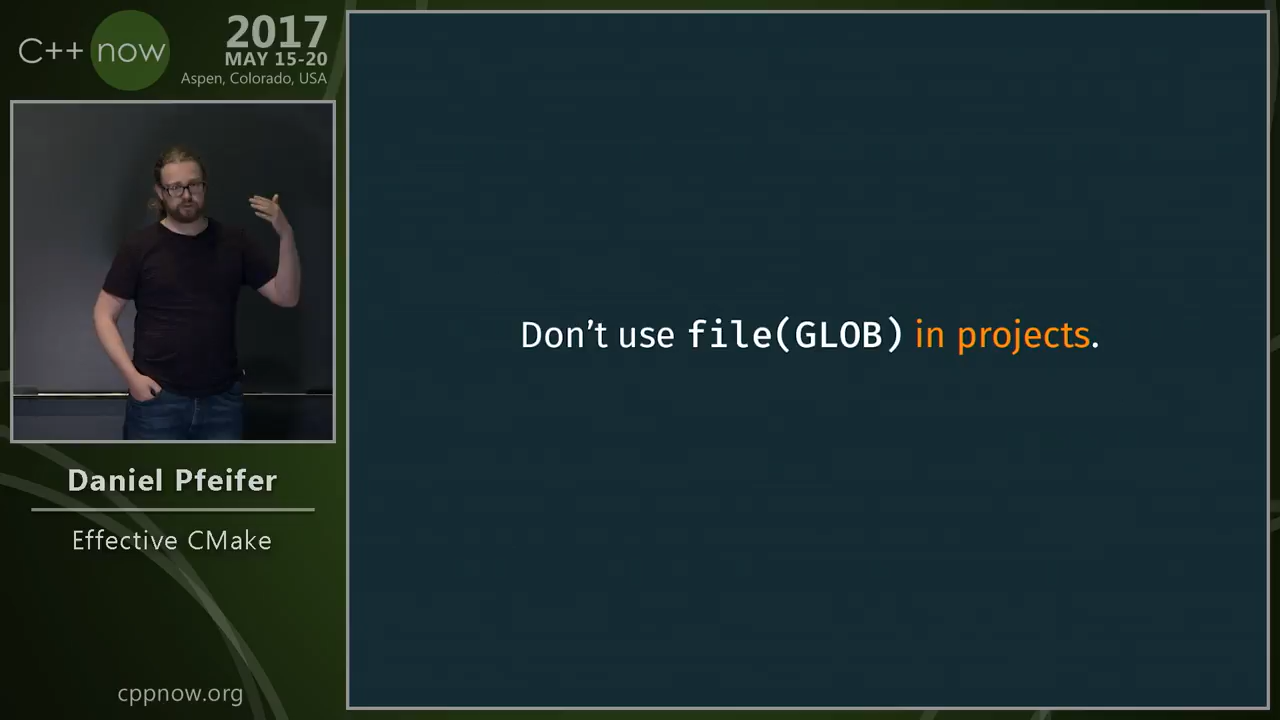 C++ now
2017
MAY 15-20
Aspen, Colorado, USA
Don't use file(GLOB) in projects.
Daniel Pfeifer
Effective CMake
cppnow.org